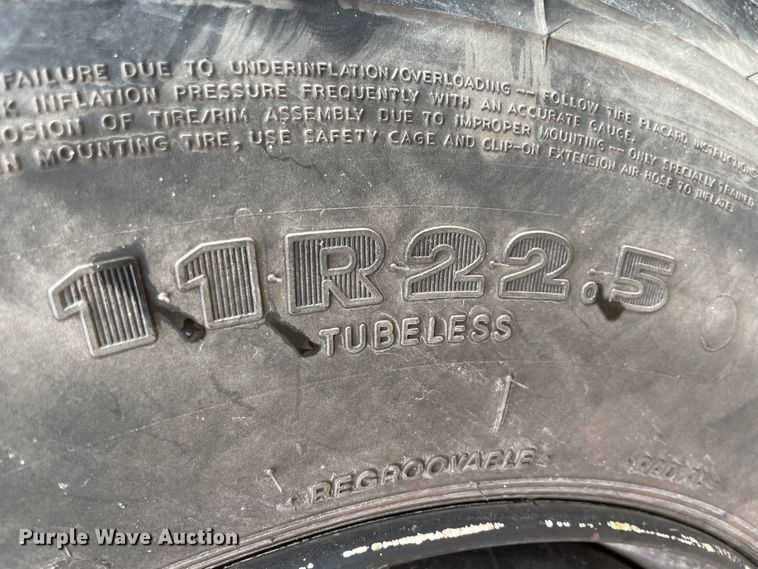 FAILURE DUE TO UNDERINFLATION/OVERLOADING -- FOLLOW TIRE PLACARD INSTRUCTIONS
K INFLATION PRESSURE FREQUENTLY WITH AN ACCURATE GAUGE.
OSION OF TIRE/RIM ASSEMBLY DUE TO IMPROPER MOUNTING -- ONLY SPECIALLY TRAINED
N MOUNTING TIRE, USE SAFETY CAGE AND CLIP-ON EXTENSION AIR HOSE TO INFLATE.
11R22.5
TUBELESS
REGROOVABLE
RADIAL
Purple Wave Auction